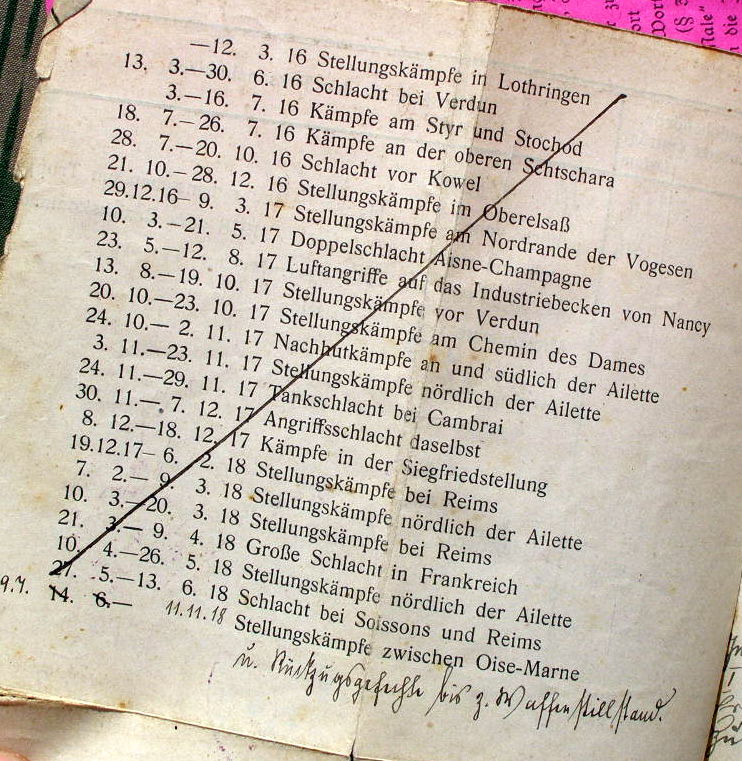 —12. 3. 16 Stellungskämpfe in Lothringen
13. 3.—30. 6. 16 Schlacht bei Verdun
3.—16. 7. 16 Kämpfe am Styr und Stochod
18. 7.—26. 7. 16 Kämpfe an der oberen Schtschara
28. 7.—20. 10. 16 Schlacht vor Kowel
21. 10.—28. 12. 16 Stellungskämpfe im Oberelsaß
29.12.16— 9. 3. 17 Stellungskämpfe am Nordrande der Vogesen
10. 3.—21. 5. 17 Doppelschlacht Aisne-Champagne
23. 5.—12. 8. 17 Luftangriffe auf das Industriebecken von Nancy
13. 8.—19. 10. 17 Stellungskämpfe vor Verdun
20. 10.—23. 10. 17 Stellungskämpfe am Chemin des Dames
24. 10.— 2. 11. 17 Nachhutkämpfe an und südlich der Ailette
3. 11.—23. 11. 17 Stellungskämpfe nördlich der Ailette
24. 11.—29. 11. 17 Tankschlacht bei Cambrai
30. 11.— 7. 12. 17 Angriffsschlacht daselbst
8. 12.—18. 12. 17 Kämpfe in der Siegfriedstellung
19.12.17— 6. 2. 18 Stellungskämpfe bei Reims
7. 2.— 9. 3. 18 Stellungskämpfe nördlich der Ailette
10. 3.—20. 3. 18 Stellungskämpfe bei Reims
21. 3.— 9. 4. 18 Große Schlacht in Frankreich
10. 4.—26. 5. 18 Stellungskämpfe nördlich der Ailette
27. 5.—13. 6. 18 Schlacht bei Soissons und Reims
9.7. 14. 6.— 11.11.18 Stellungskämpfe zwischen Oise-Marne
u. Rückzugsgefechte bis z. Waffenstillstand.